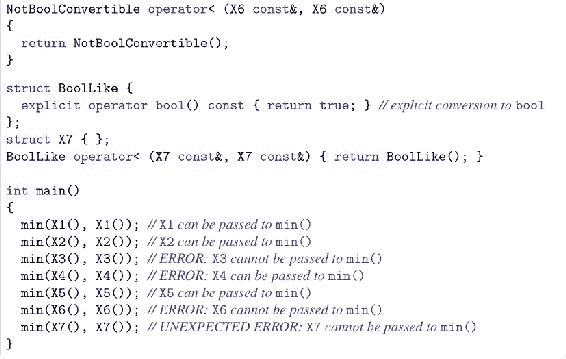 NotBoolConvertible operator< (X6 const&, X6 const&)
{
return NotBoolConvertible();
}
struct BoolLike {
explicit operator bool() const { return true; } // explicit conversion to bool
};
struct X7 { };
BoolLike operator< (X7 const&, X7 const&) { return BoolLike(); }
int main()
{
min(X1(), X1()); // X1 can be passed to min()
min(X2(), X2()); // X2 can be passed to min()
min(X3(), X3()); // ERROR: X3 cannot be passed to min()
min(X4(), X4()); // ERROR: X4 can be passed to min()
min(X5(), X5()); // X5 can be passed to min()
min(X6(), X6()); // ERROR: X6 cannot be passed to min()
min(X7(), X7()); // UNEXPECTED ERROR: X7 cannot be passed to min()
}